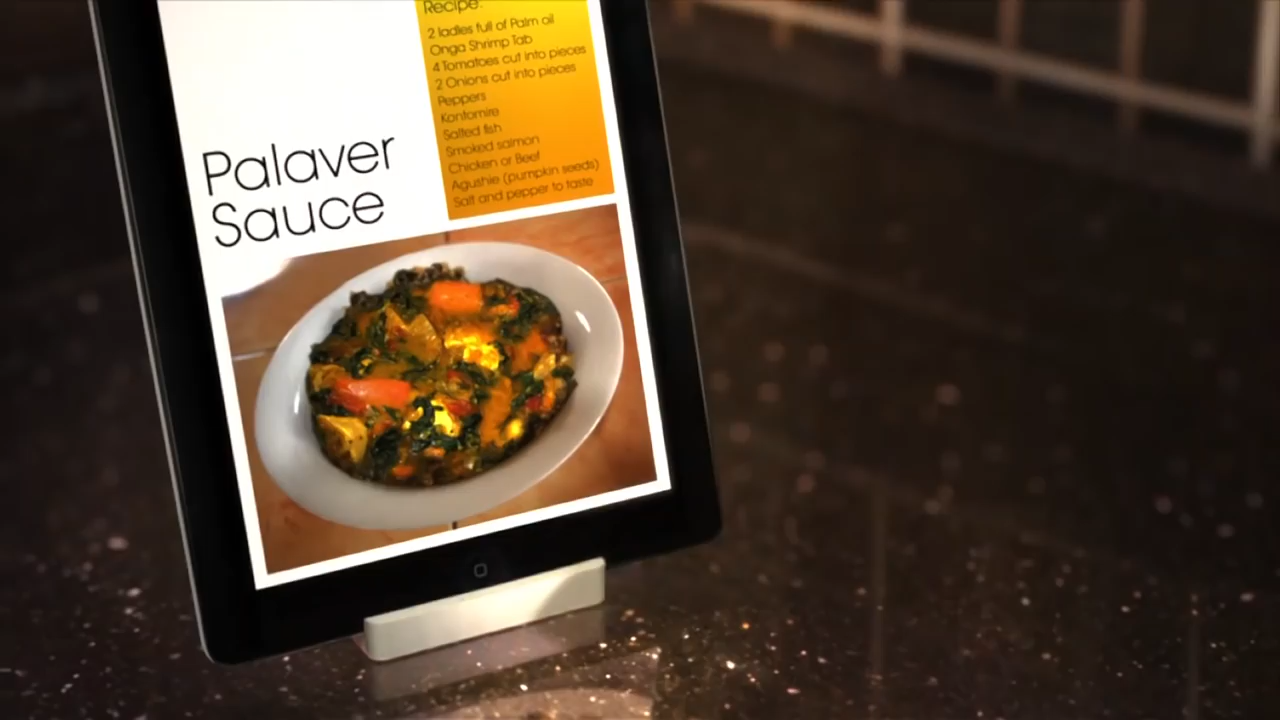 Recipe:
2 ladles full of Palm oil
Onga Shrimp Tab
4 Tomatoes cut into pieces
2 Onions cut into pieces
Peppers
Kontomire
Salted fish
Smoked salmon
Chicken or Beef
Agushie (pumpkin seeds)
Salt and pepper to taste
Palaver
Sauce